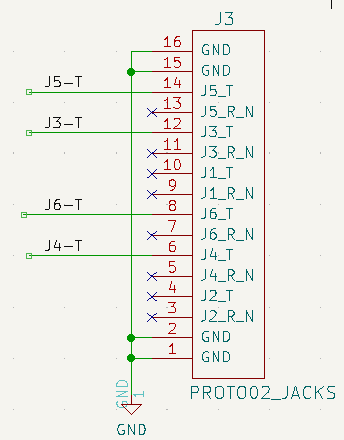 J3
16 GND
15 GND
J5-T 14 J5_T
13 J5_R_N
J3-T 12 J3_T
11 J3_R_N
10 J1_T
9 J1_R_N
J6-T 8 J6_T
7 J6_R_N
J4-T 6 J4_T
5 J4_R_N
4 J2_T
3 J2_R_N
2 GND
1 GND
GND 1
PROTO02_JACKS
GND